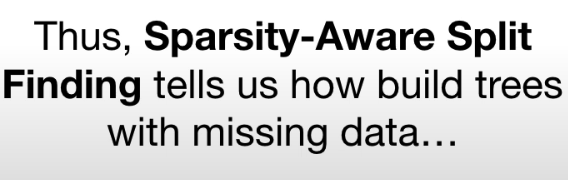 Thus, Sparsity-Aware Split
Finding tells us how build trees
with missing data…